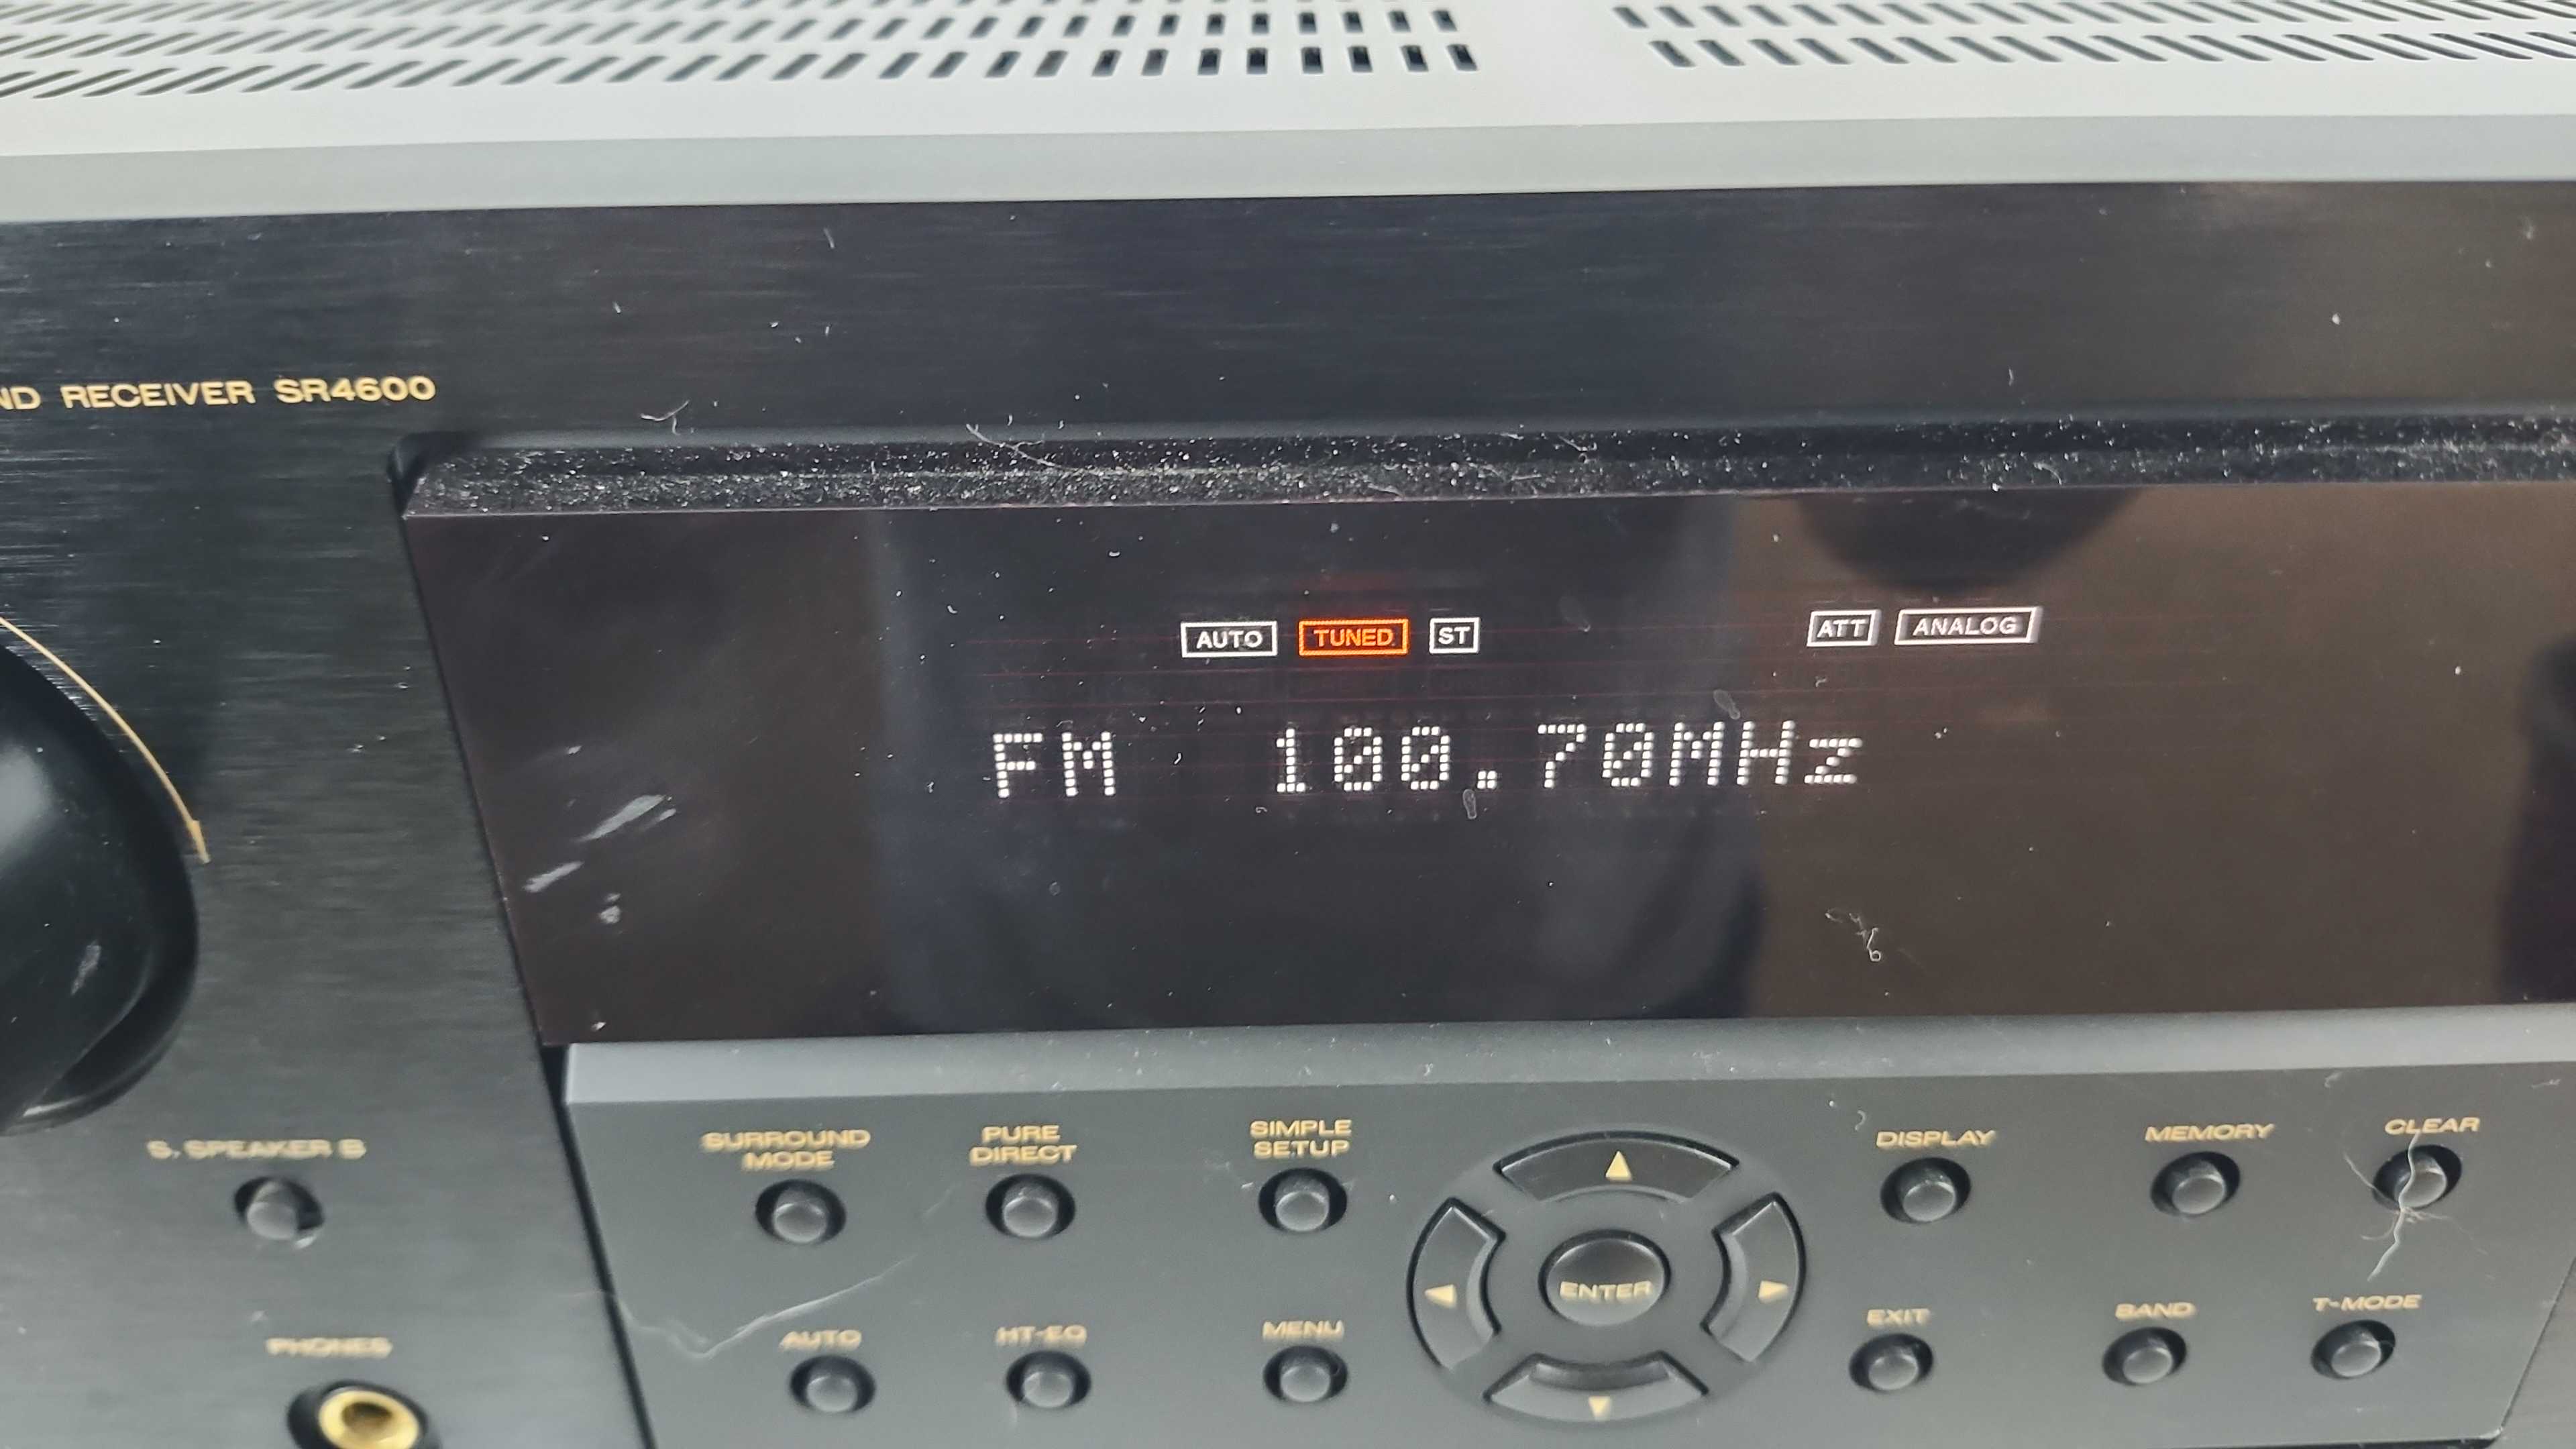 ND RECEIVER SR4600
AUTO TUNED ST ATT ANALOG
FM 100.70MHz
S. SPEAKER B
SURROUND MODE
PURE DIRECT
SIMPLE SETUP
DISPLAY
MEMORY
CLEAR
ENTER
PHONES
AUTO
HT-EQ
MENU
EXIT
BAND
T-MODE